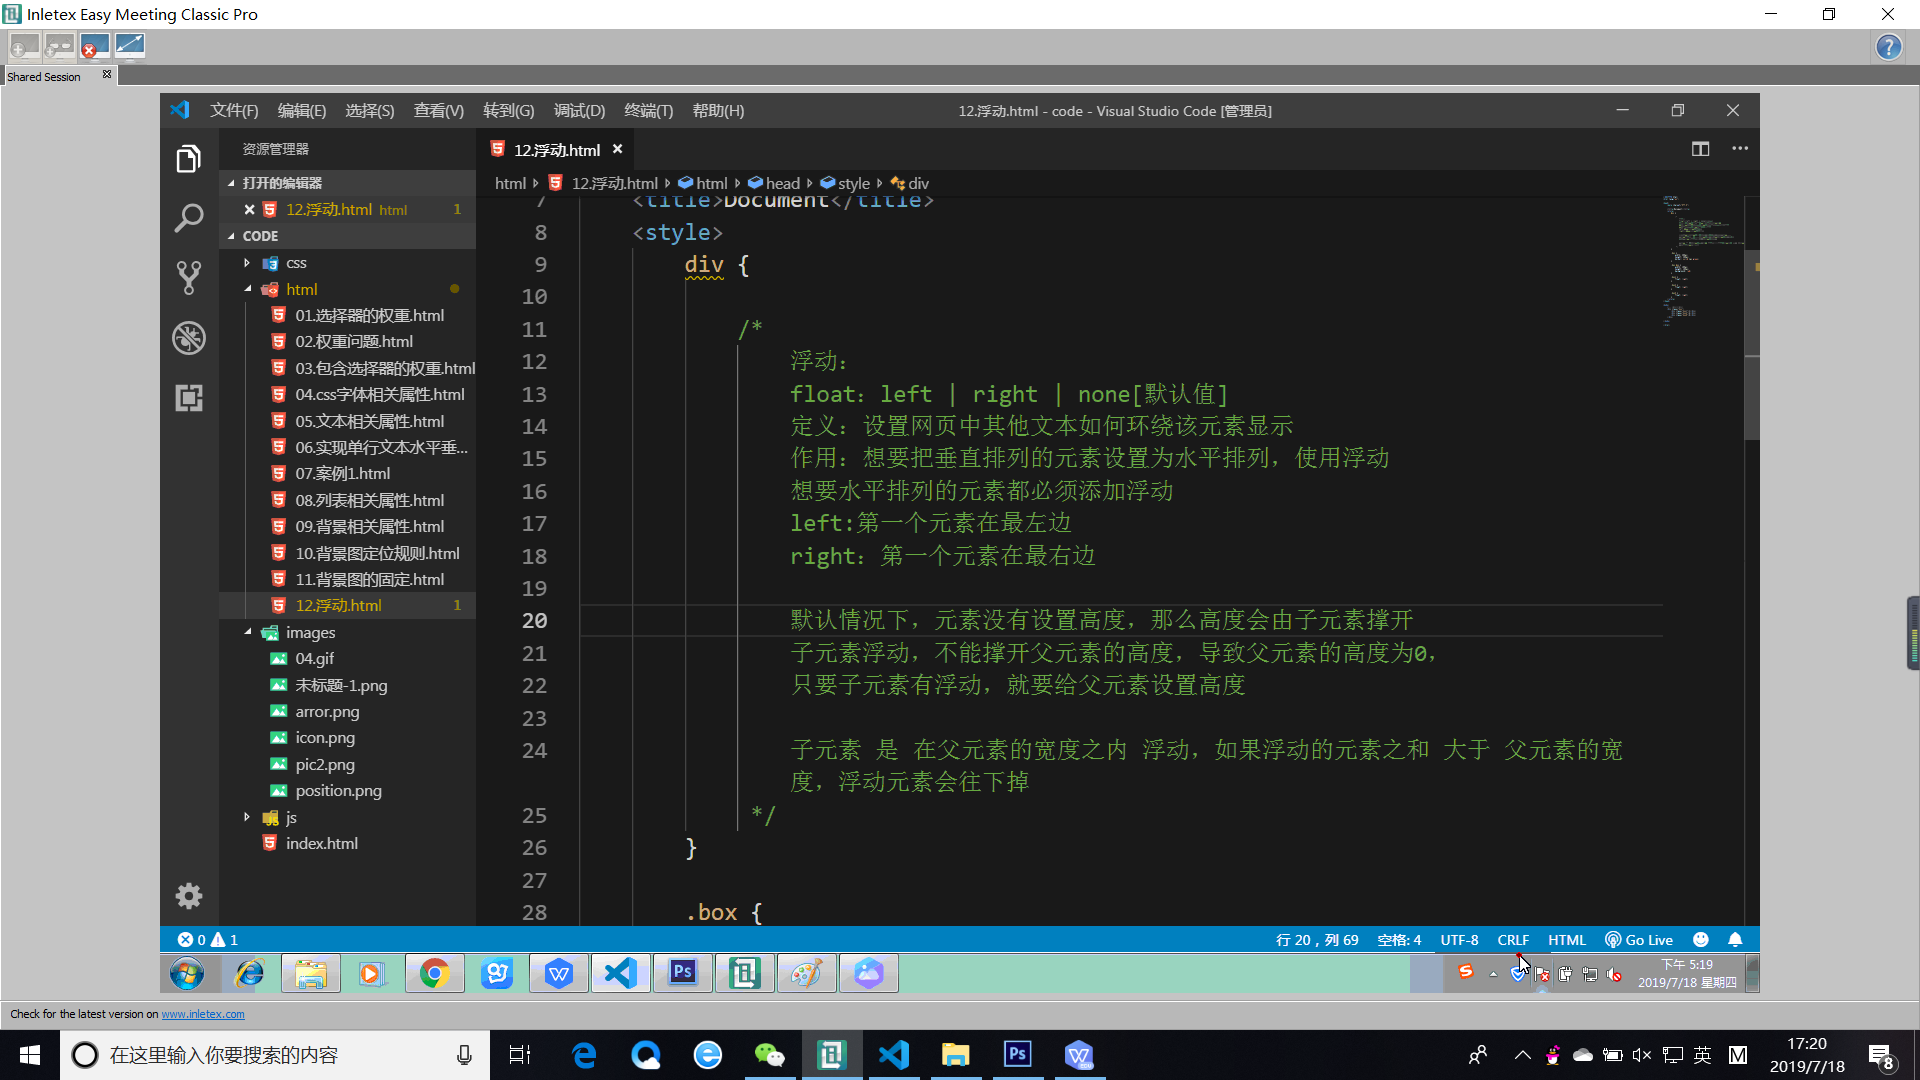 Inletex Easy Meeting Classic Pro
Shared Session
文件(F) 编辑(E) 选择(S) 查看(V) 转到(G) 调试(D) 终端(T) 帮助(H)
12.浮动.html - code - Visual Studio Code [管理员]
资源管理器
12.浮动.html
打开的编辑器
12.浮动.html html 1
CODE
css
html
01.选择器的权重.html
02.权重问题.html
03.包含选择器的权重.html
04.css字体相关属性.html
05.文本相关属性.html
06.实现单行文本水平垂...
07.案例1.html
08.列表相关属性.html
09.背景相关属性.html
10.背景图定位规则.html
11.背景图的固定.html
12.浮动.html 1
images
04.gif
未标题-1.png
arror.png
icon.png
pic2.png
position.png
js
index.html
html 12.浮动.html html head style div
7 <title>Document</title>
8 <style>
9 div {
10
11 /*
12 浮动：
13 float：left | right | none[默认值]
14 定义：设置网页中其他文本如何环绕该元素显示
15 作用：想要把垂直排列的元素设置为水平排列，使用浮动
16 想要水平排列的元素都必须添加浮动
17 left:第一个元素在最左边
18 right：第一个元素在最右边
19
20 默认情况下，元素没有设置高度，那么高度会由子元素撑开
21 子元素浮动，不能撑开父元素的高度，导致父元素的高度为0，
22 只要子元素有浮动，就要给父元素设置高度
23
24 子元素 是 在父元素的宽度之内 浮动，如果浮动的元素之和 大于 父元素的宽
度，浮动元素会往下掉
25 */
26 }
27
28 .box {
0 1
行 20，列 69 空格: 4 UTF-8 CRLF HTML Go Live
下午 5:19
2019/7/18 星期四
Check for the latest version on www.inletex.com
在这里输入你要搜索的内容
英 M
17:20
2019/7/18
8